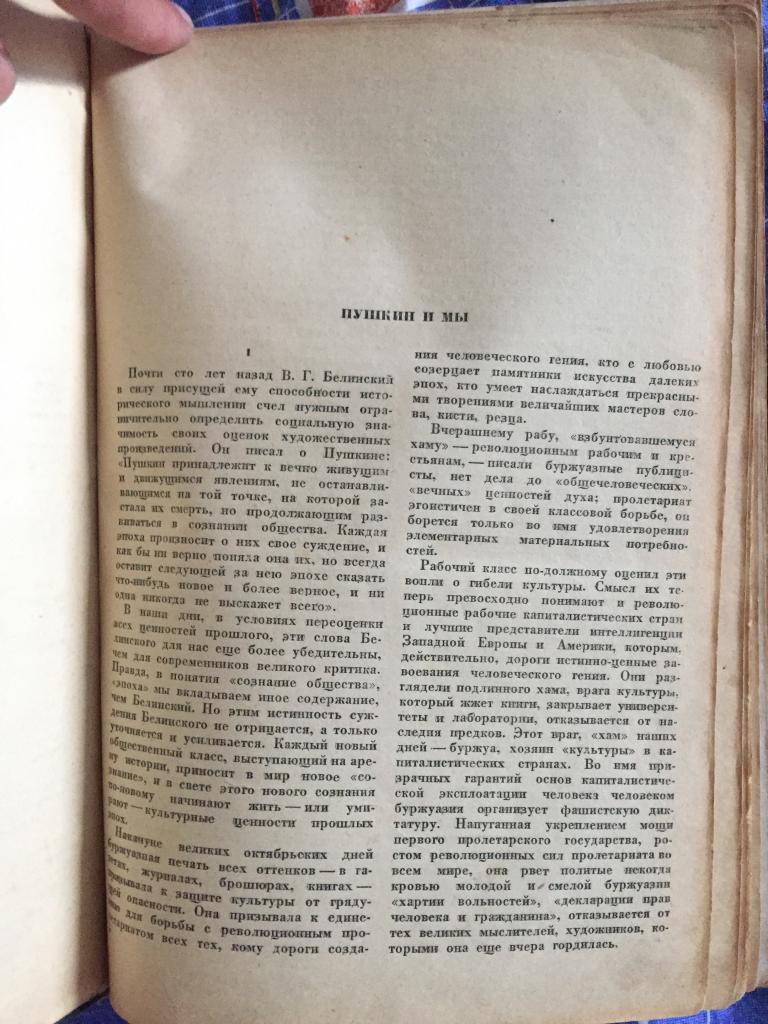 ПУШКИН И МЫ
I
Почти сто лет назад В. Г. Белинский
в силу присущей ему способности исто-
рического мышления счел нужным огра-
ничительно определить социальную зна-
чимость своих оценок художественных
произведений. Он писал о Пушкине:
«Пушкин принадлежит к вечно живущим
и движущимся явлениям, не останавли-
вающимся на той точке, на которой за-
стала их смерть, но продолжающим раз-
виваться в сознании общества. Каждая
эпоха произносит о них свое суждение, и
как бы ни верно поняла она их, но всегда
оставит следующей за нею эпохе сказать
что-нибудь новое и более верное, и ни
одна никогда не выскажет всего».
В наши дни, в условиях переоценки
всех ценностей прошлого, эти слова Бе-
линского для нас еще более убедительны,
чем для современников великого критика.
Правда, в понятия «сознание общества»,
«эпоха» мы вкладываем иное содержание,
чем Белинский. Но этим истинность суж-
дения Белинского не отрицается, а только
уточняется и усиливается. Каждый новый
общественный класс, выступающий на аре-
ну истории, приносит в мир новое «со-
знание», и в свете этого нового сознания
по-новому начинают жить — или уми-
рают — культурные ценности прошлых
эпох.
Накануне великих октябрьских дней
буржуазная печать всех оттенков — в га-
зетах, журналах, брошюрах, книгах —
призывала к защите культуры от гряду-
щей опасности. Она призывала к едине-
нию для борьбы с революционным про-
летариатом всех тех, кому дороги созда-
ния человеческого гения, кто с любовью
созерцает памятники искусства далеких
эпох, кто умеет наслаждаться прекрасны-
ми творениями величайших мастеров сло-
ва, кисти, резца.
Вчерашнему рабу, «взбунтовавшемуся
хаму» — революционным рабочим и кре-
стьянам, — писали буржуазные публици-
сты, нет дела до «общечеловеческих»,
«вечных» ценностей духа; пролетариат
эгоистичен в своей классовой борьбе, он
борется только во имя удовлетворения
элементарных материальных потребно-
стей.
Рабочий класс по-должному оценил эти
вопли о гибели культуры. Смысл их те-
перь превосходно понимают и револю-
ционные рабочие капиталистических стран
и лучшие представители интеллигенции
Западной Европы и Америки, которым,
действительно, дороги истинно-ценные за-
воевания человеческого гения. Они раз-
глядели подлинного хама, врага культуры,
который жжет книги, закрывает универси-
теты и лаборатории, отказывается от на-
следия предков. Этот враг, «хам» наших
дней — буржуа, хозяин «культуры» в ка-
питалистических странах. Во имя при-
зрачных гарантий основ капиталистиче-
ской эксплоатации человека человеком
буржуазия организует фашистскую дик-
татуру. Напуганная укреплением мощи
первого пролетарского государства, ро-
стом революционных сил пролетариата во
всем мире, она рвет политые некогда
кровью молодой и смелой буржуазии
«хартии вольностей», «декларации прав
человека и гражданина», отказывается от
тех великих мыслителей, художников, ко-
торыми она еще вчера гордилась.